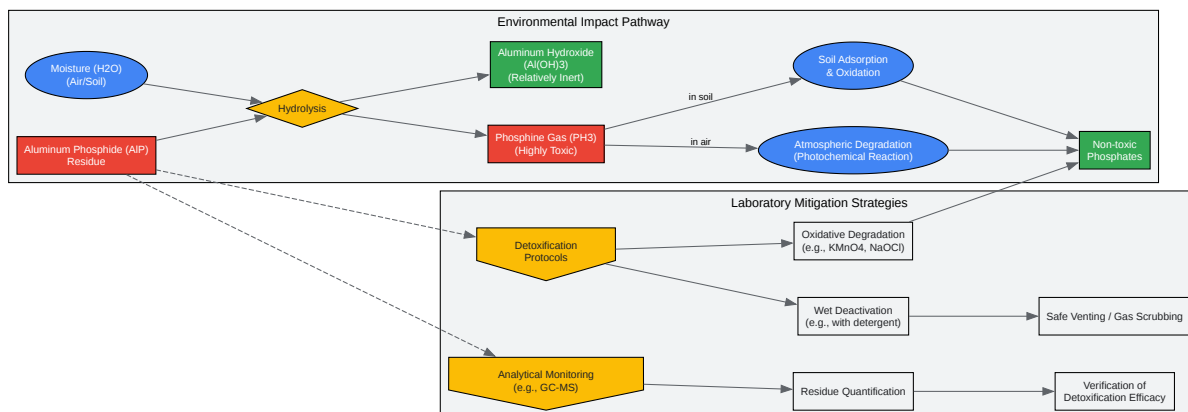 Environmental Impact Pathway
Moisture (H2O)
(Air/Soil)
Aluminum Phosphide (AlP)
Residue
Hydrolysis
Aluminum Hydroxide
(Al(OH)3)
(Relatively Inert)
Phosphine Gas (PH3)
(Highly Toxic)
in soil
in air
Soil Adsorption
& Oxidation
Atmospheric Degradation
(Photochemical Reaction)
Non-toxic
Phosphates
Laboratory Mitigation Strategies
Detoxification
Protocols
Oxidative Degradation
(e.g., KMnO4, NaOCl)
Wet Deactivation
(e.g., with detergent)
Safe Venting / Gas Scrubbing
Analytical Monitoring
(e.g., GC-MS)
Residue Quantification
Verification of
Detoxification Efficacy